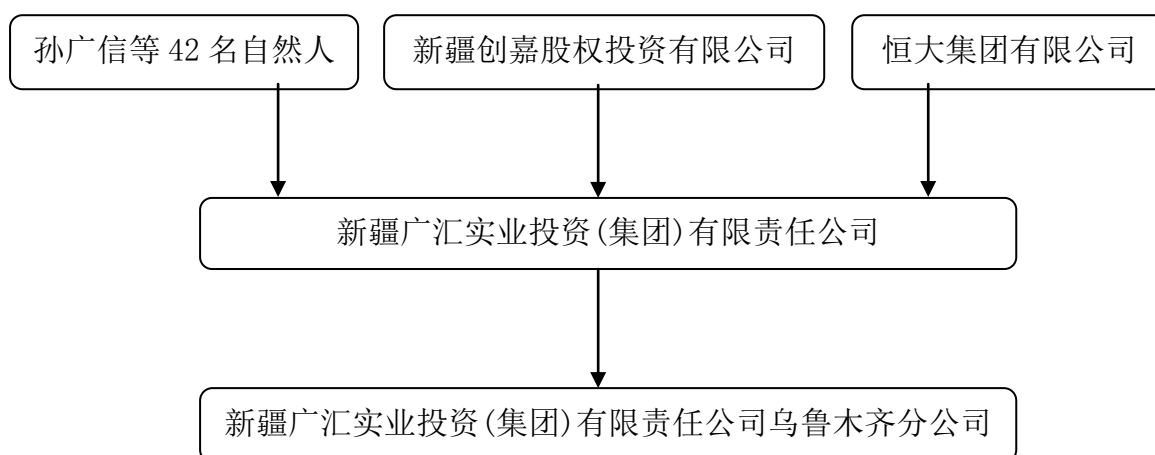 孙广信等 42 名自然人
新疆创嘉股权投资有限公司
恒大集团有限公司
新疆广汇实业投资(集团)有限责任公司
新疆广汇实业投资(集团)有限责任公司乌鲁木齐分公司